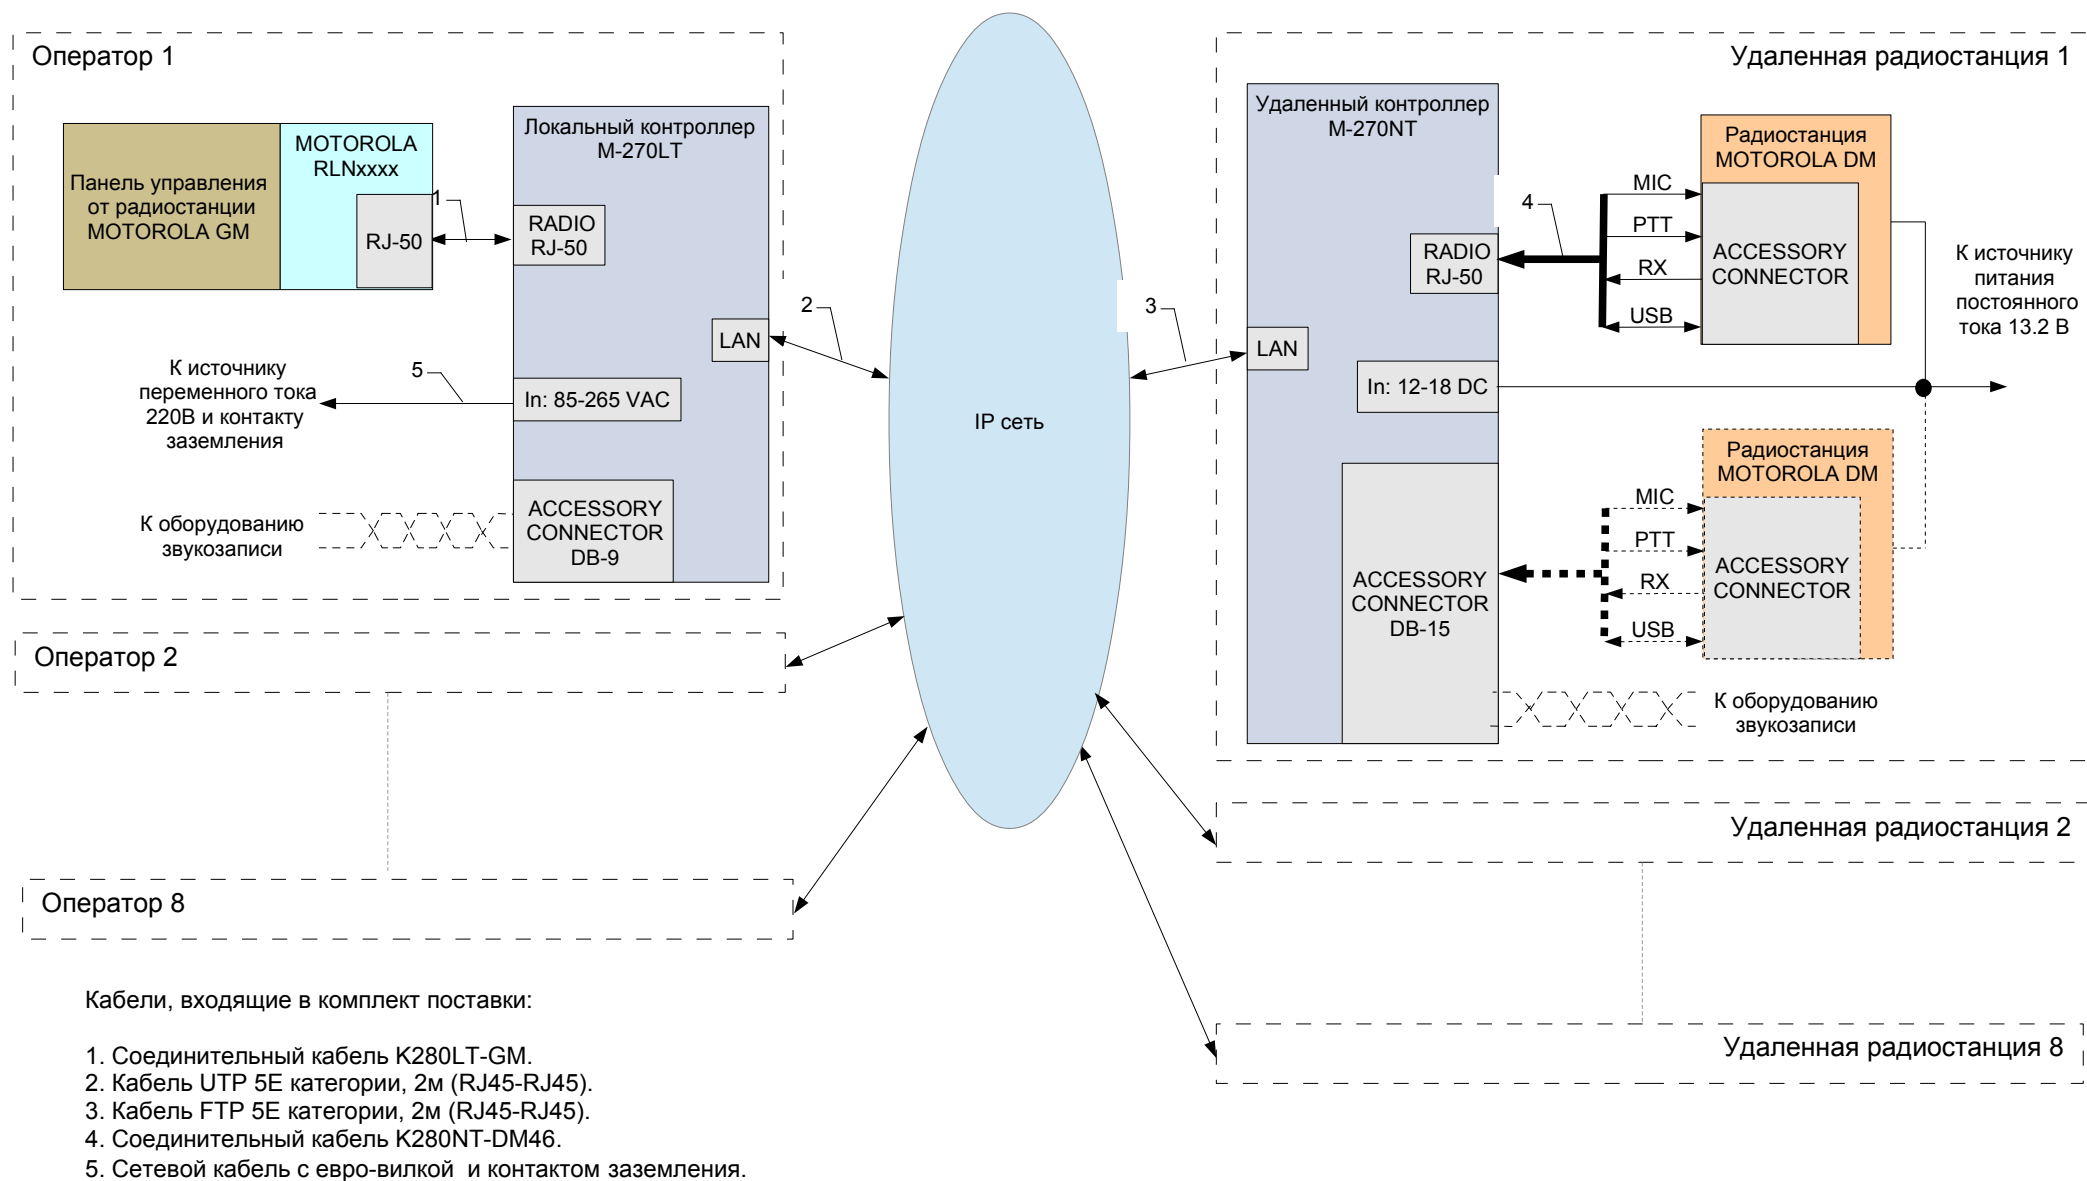 Оператор 1
Панель управления
от радиостанции
MOTOROLA GM
MOTOROLA
RLNxxxx
RJ-50
1
Локальный контроллер
M-270LT
RADIO
RJ-50
LAN
2
К источнику
переменного тока
220В и контакту
заземления
5
In: 85-265 VAC
К оборудованию
звукозаписи
ACCESSORY
CONNECTOR
DB-9
Оператор 2
Оператор 8
IP сеть
Удаленная радиостанция 1
Удаленный контроллер
M-270NT
3
LAN
RADIO
RJ-50
4
MIC
PTT
RX
USB
Радиостанция
MOTOROLA DM
ACCESSORY
CONNECTOR
К источнику
питания
постоянного
тока 13.2 В
In: 12-18 DC
ACCESSORY
CONNECTOR
DB-15
MIC
PTT
RX
USB
Радиостанция
MOTOROLA DM
ACCESSORY
CONNECTOR
К оборудованию
звукозаписи
Удаленная радиостанция 2
Удаленная радиостанция 8
Кабели, входящие в комплект поставки:
1. Соединительный кабель K280LT-GM.
2. Кабель UTP 5E категории, 2м (RJ45-RJ45).
3. Кабель FTP 5E категории, 2м (RJ45-RJ45).
4. Соединительный кабель K280NT-DM46.
5. Сетевой кабель с евро-вилкой и контактом заземления.